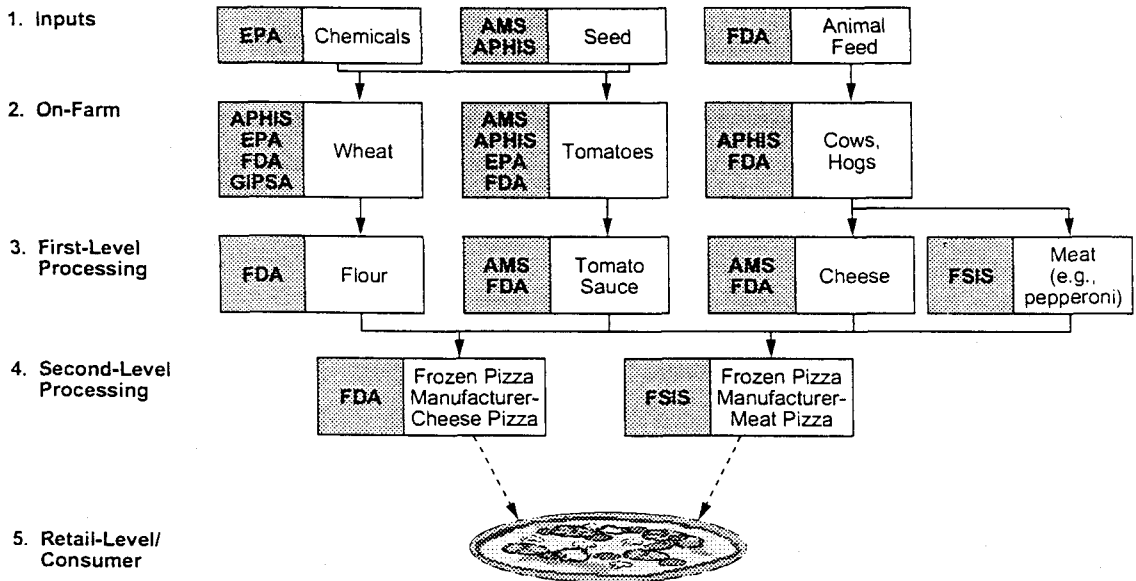 1. Inputs
EPA
Chemicals
AMS
APHIS
Seed
FDA
Animal
Feed
2. On-Farm
APHIS
EPA
FDA
GIPSA
Wheat
AMS
APHIS
EPA
FDA
Tomatoes
APHIS
FDA
Cows,
Hogs
3. First-Level
Processing
FDA
Flour
AMS
FDA
Tomato
Sauce
AMS
FDA
Cheese
FSIS
Meat
(e.g.,
pepperoni)
4. Second-Level
Processing
FDA
Frozen Pizza
Manufacturer-
Cheese Pizza
FSIS
Frozen Pizza
Manufacturer-
Meat Pizza
5. Retail-Level/
Consumer